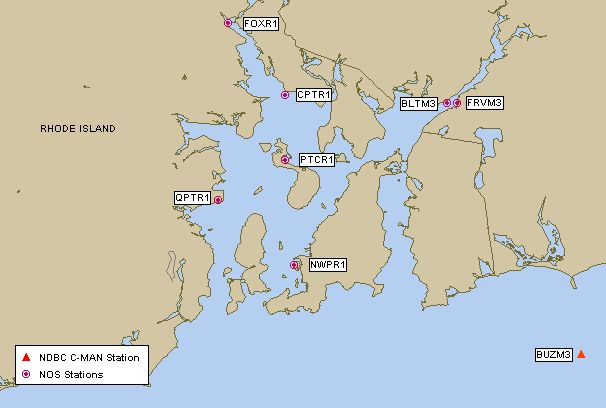 FOXR1
CPTR1
BLTM3
FRVM3
RHODE ISLAND
PTCR1
QPTR1
NWPR1
BUZM3
NDBC C-MAN Station
NOS Stations